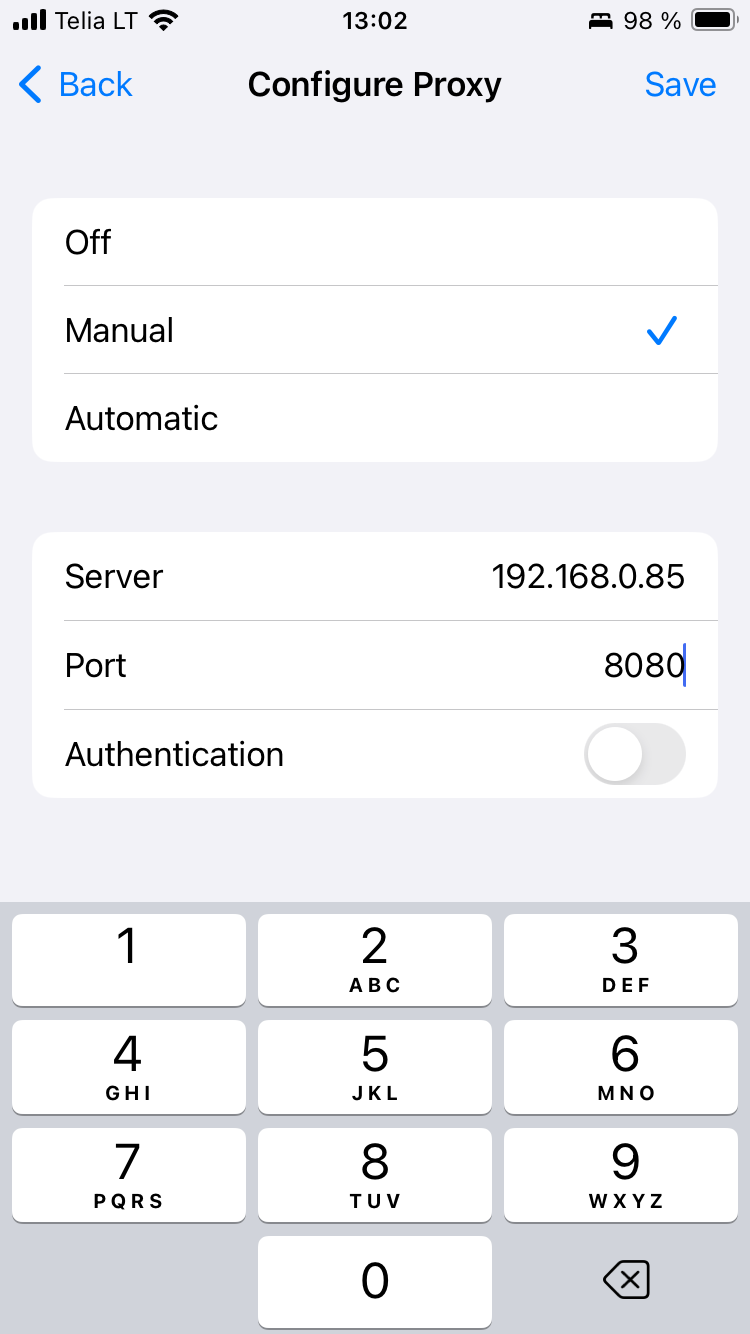 Telia LT 13:02 98 %
Back Configure Proxy Save
Off
Manual
Automatic
Server 192.168.0.85
Port 8080
Authentication
1 2 3
ABC DEF
4 5 6
GHI JKL MNO
7 8 9
PQRS TUV WXYZ
0